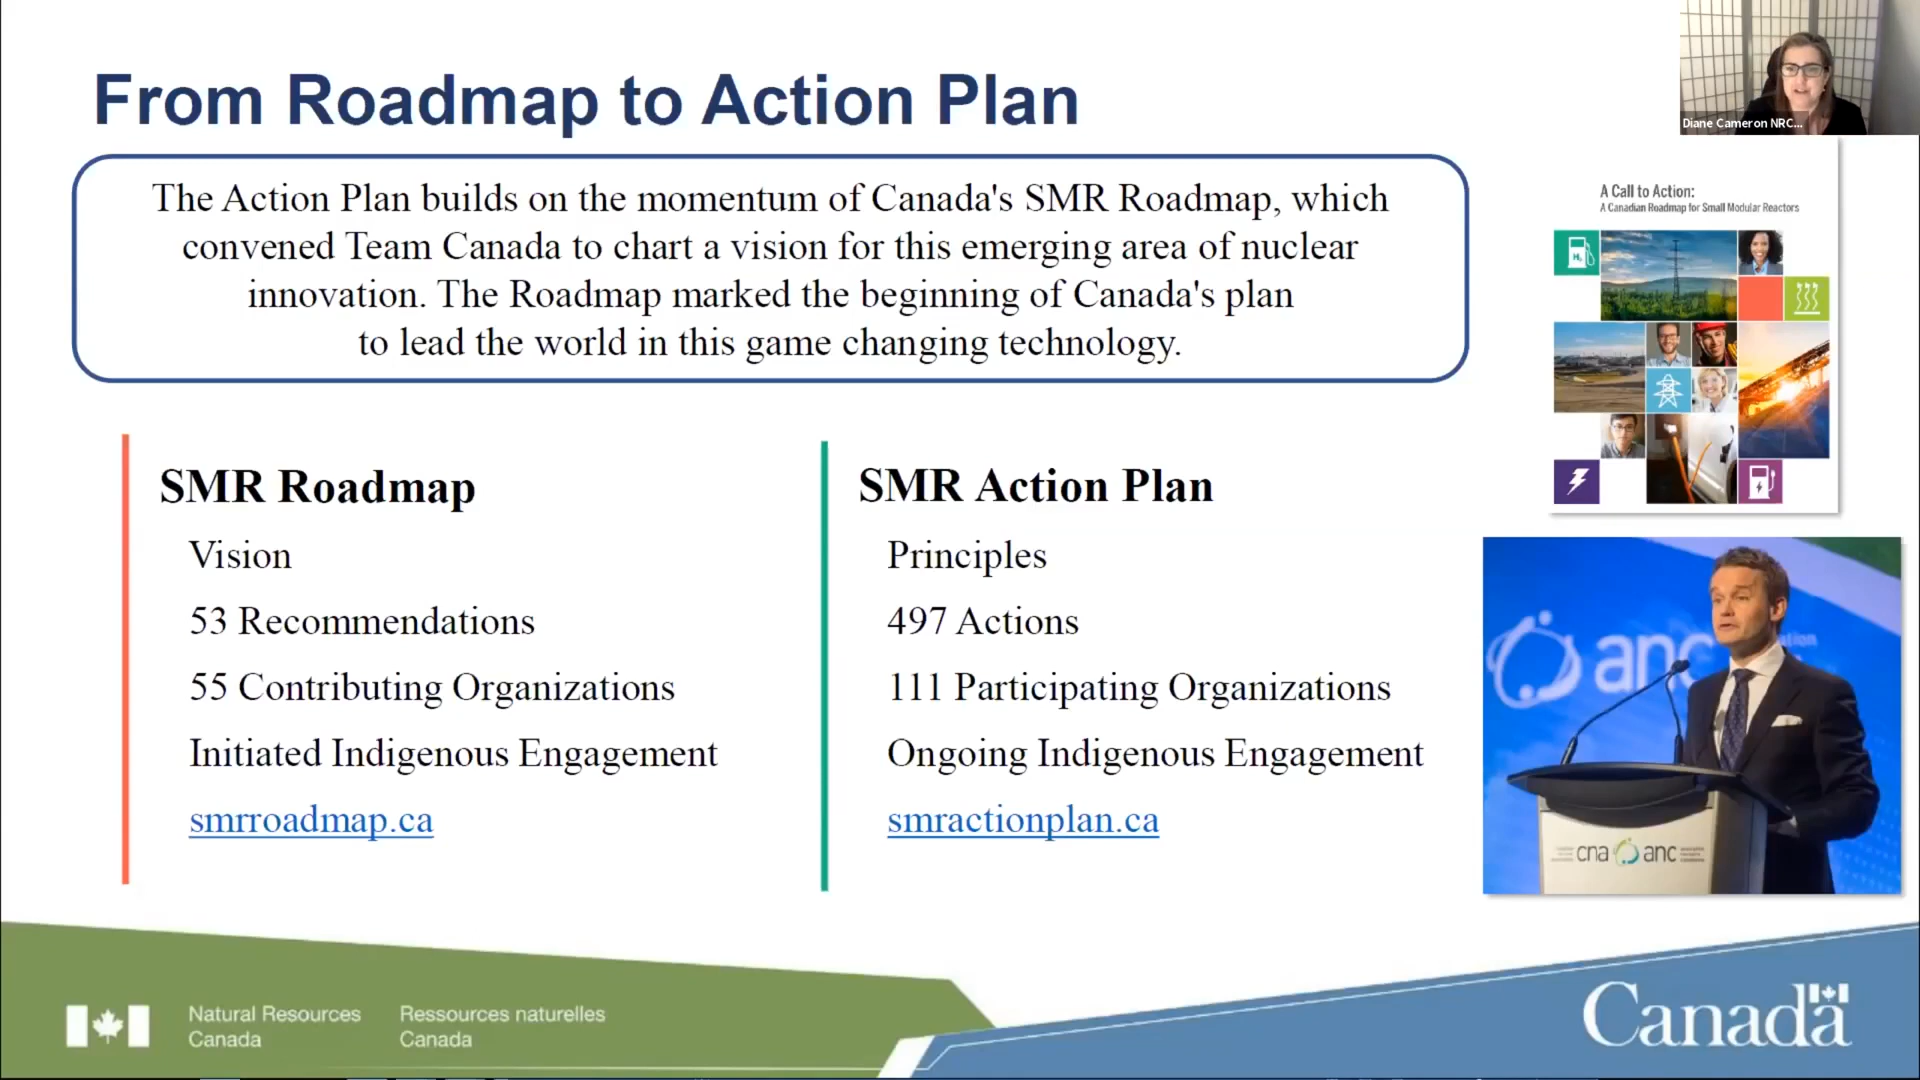 From Roadmap to Action Plan
Diane Cameron NRC...
The Action Plan builds on the momentum of Canada's SMR Roadmap, which
convened Team Canada to chart a vision for this emerging area of nuclear
innovation. The Roadmap marked the beginning of Canada's plan
to lead the world in this game changing technology.
A Call to Action:
A Canadian Roadmap for Small Modular Reactors
H₂
SMR Roadmap
Vision
53 Recommendations
55 Contributing Organizations
Initiated Indigenous Engagement
smrroadmap.ca
SMR Action Plan
Principles
497 Actions
111 Participating Organizations
Ongoing Indigenous Engagement
smractionplan.ca
anc
cna anc
Natural Resources
Canada
Ressources naturelles
Canada
Canada